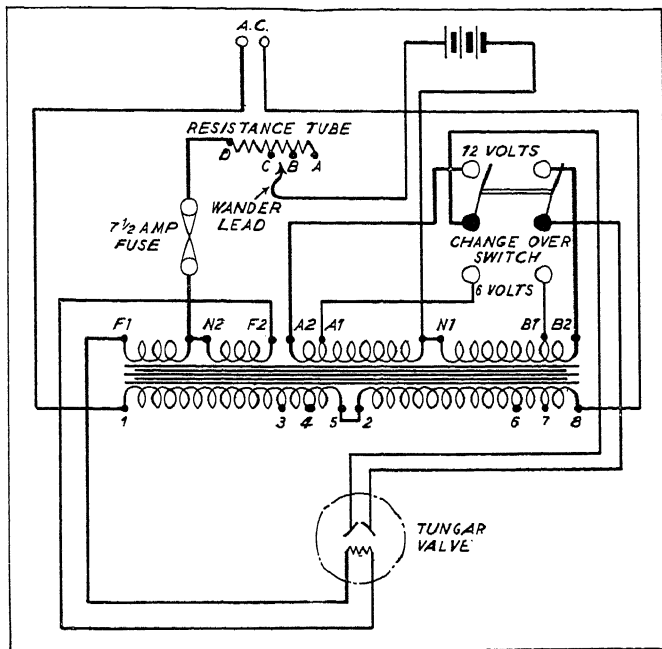 A.C.
RESISTANCE TUBE
D
C
B
A
WANDER
LEAD
7½ AMP
FUSE
12 VOLTS
CHANGE OVER
SWITCH
6 VOLTS
F1
N2
F2
A2
A1
N1
B1
B2
1
3
4
5
2
6
7
8
TUNGAR
VALVE